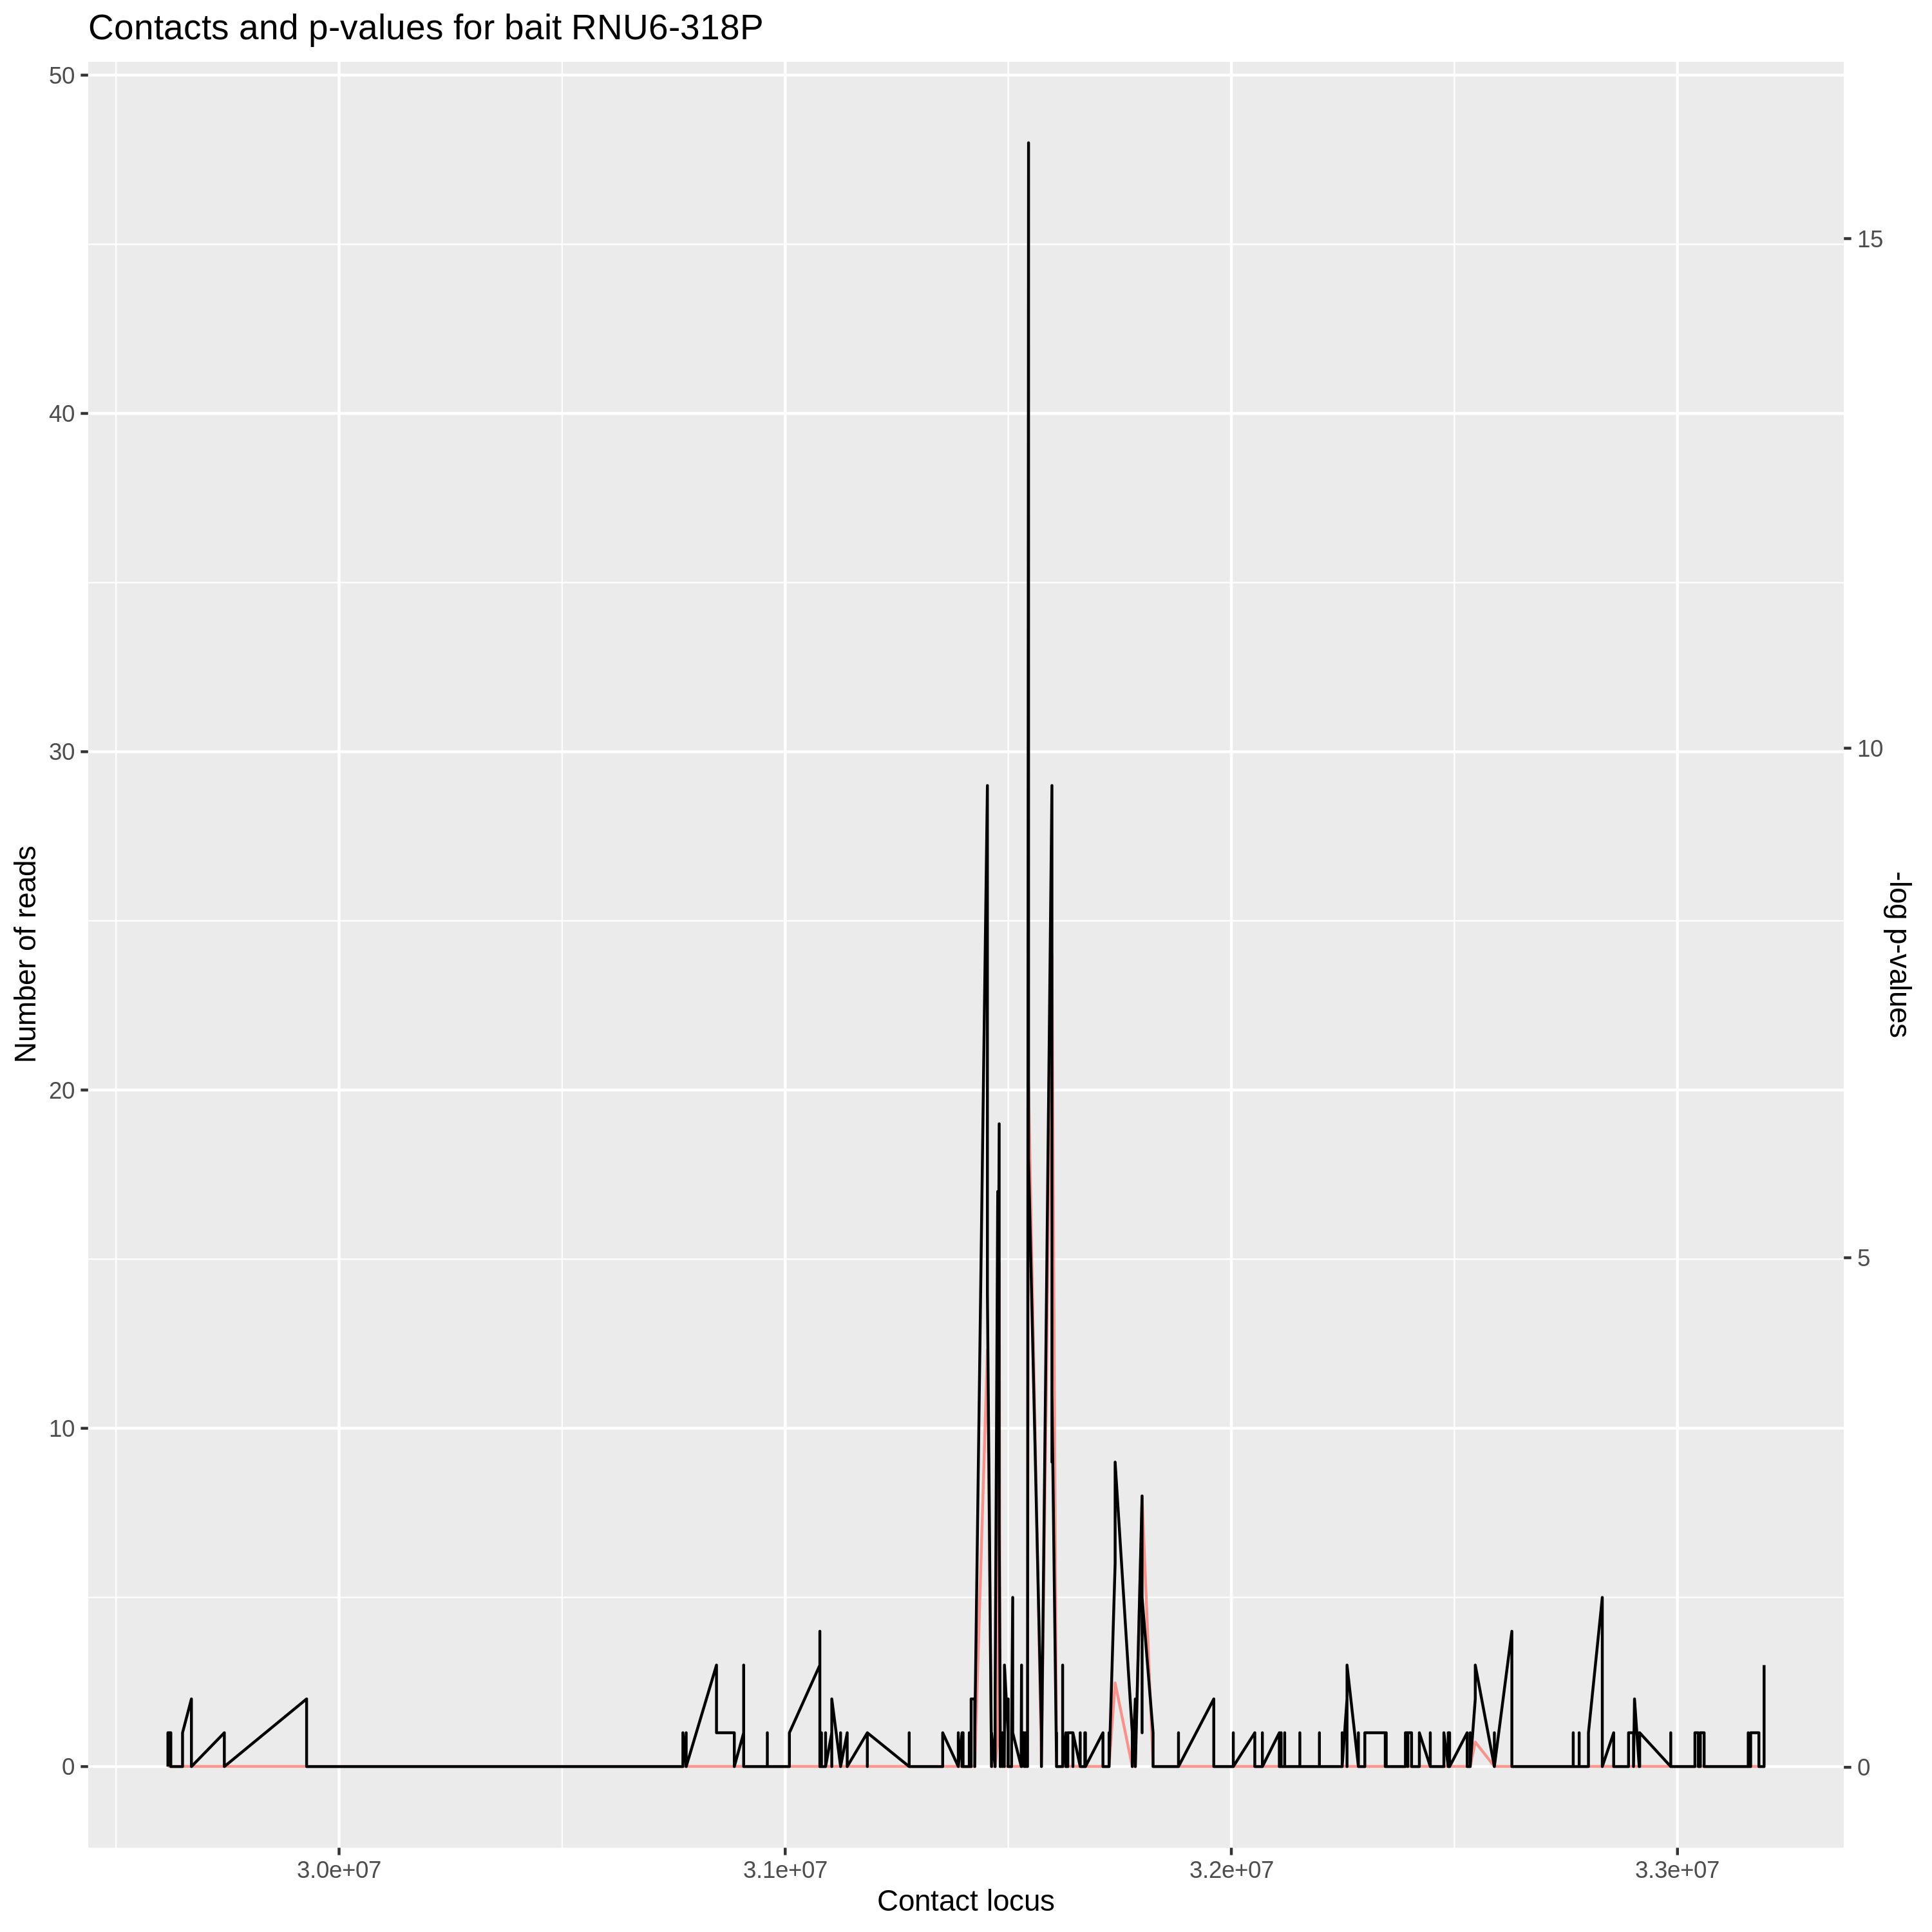 Contacts and p-values for bait RNU6-318P
50
40
30
20
10
0
Number of reads
15
10
5
0
-log p-values
3.0e+07
3.1e+07
3.2e+07
3.3e+07
Contact locus